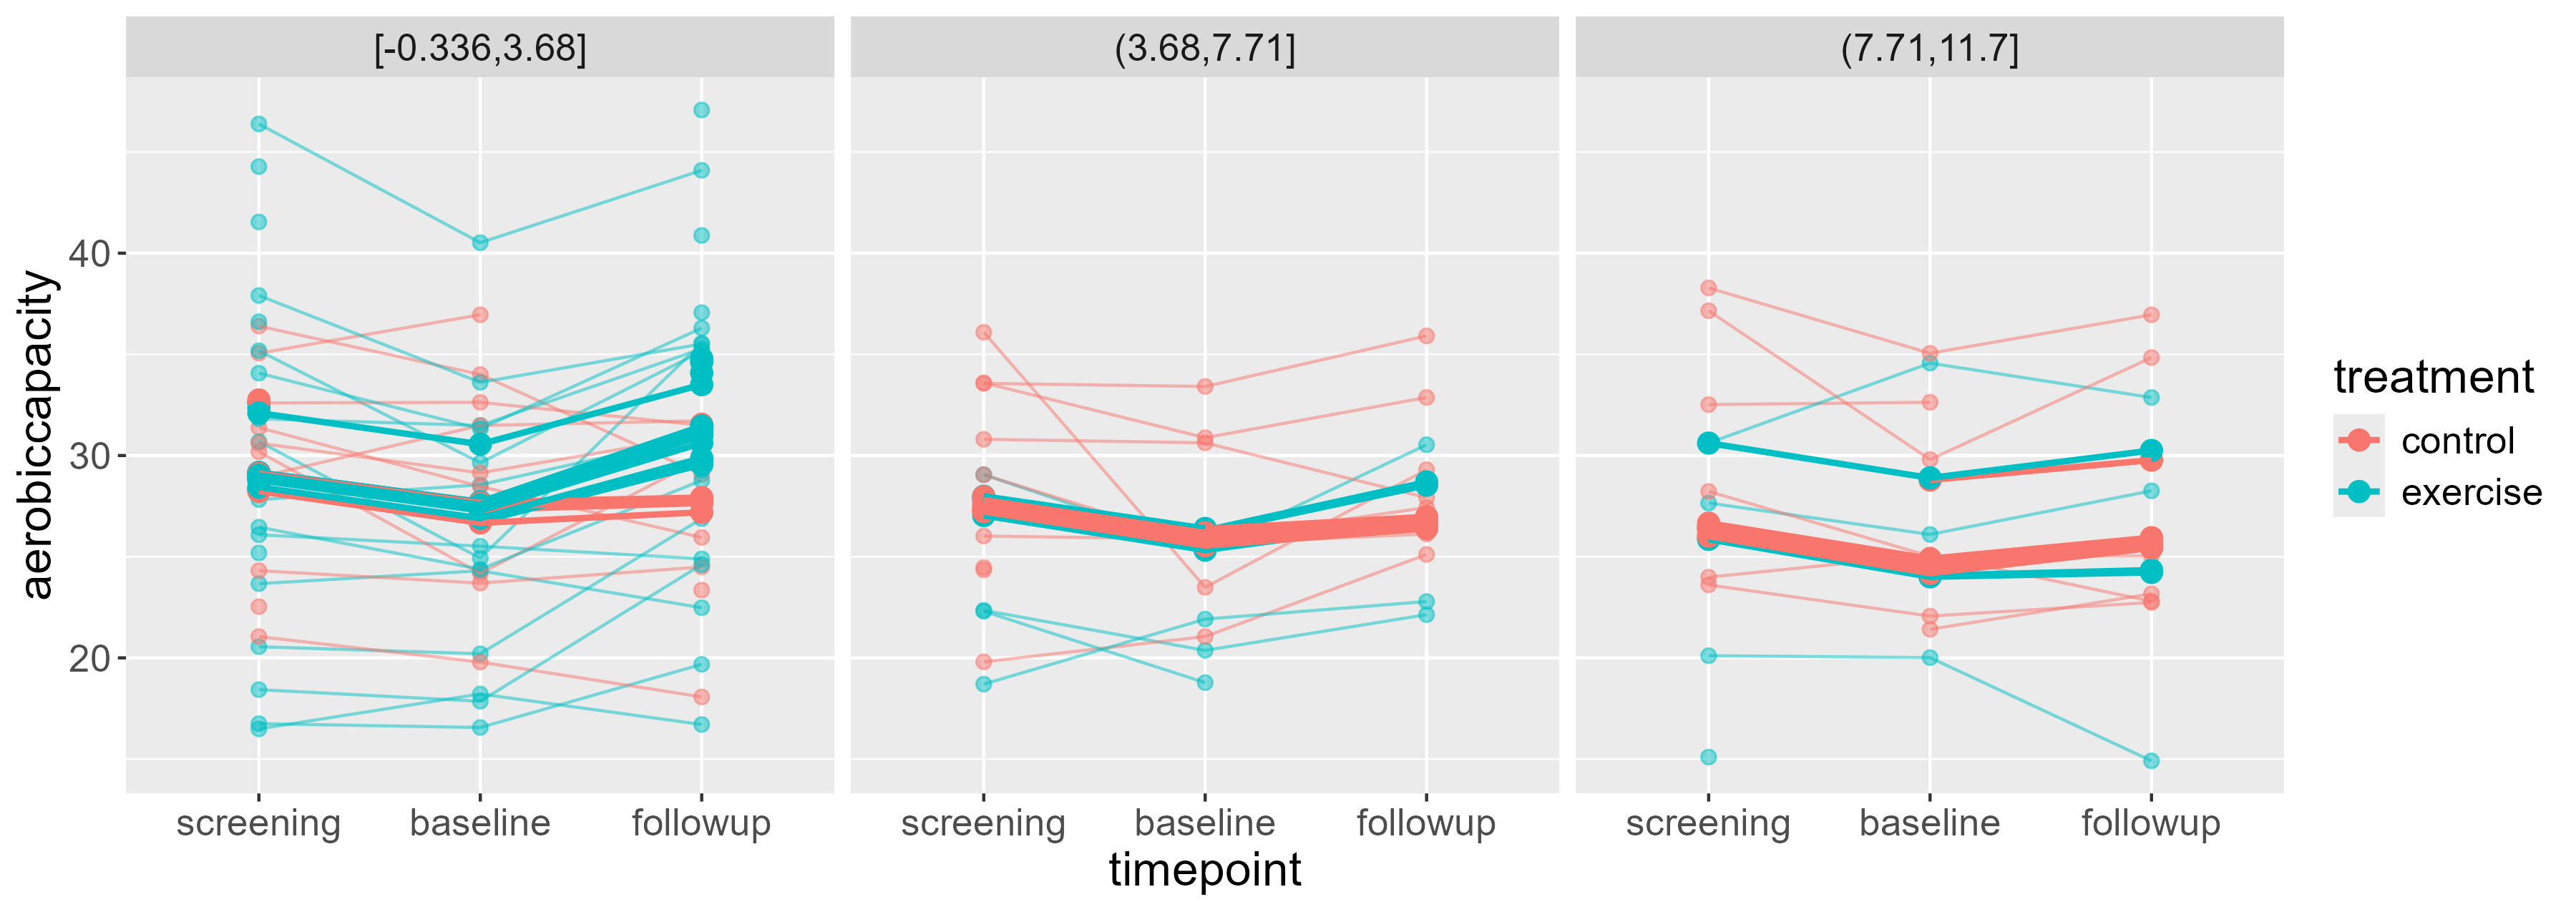 [-0.336,3.68]
(3.68,7.71]
(7.71,11.7]
aerobiccapacity
40
30
20
screening baseline followup
screening baseline followup
screening baseline followup
timepoint
treatment
control
exercise